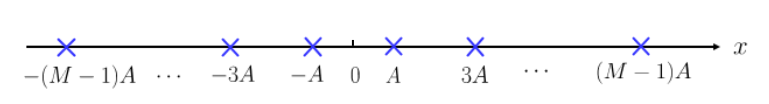 −(M − 1)A ⋯ −3A −A 0 A 3A ⋯ (M − 1)A x